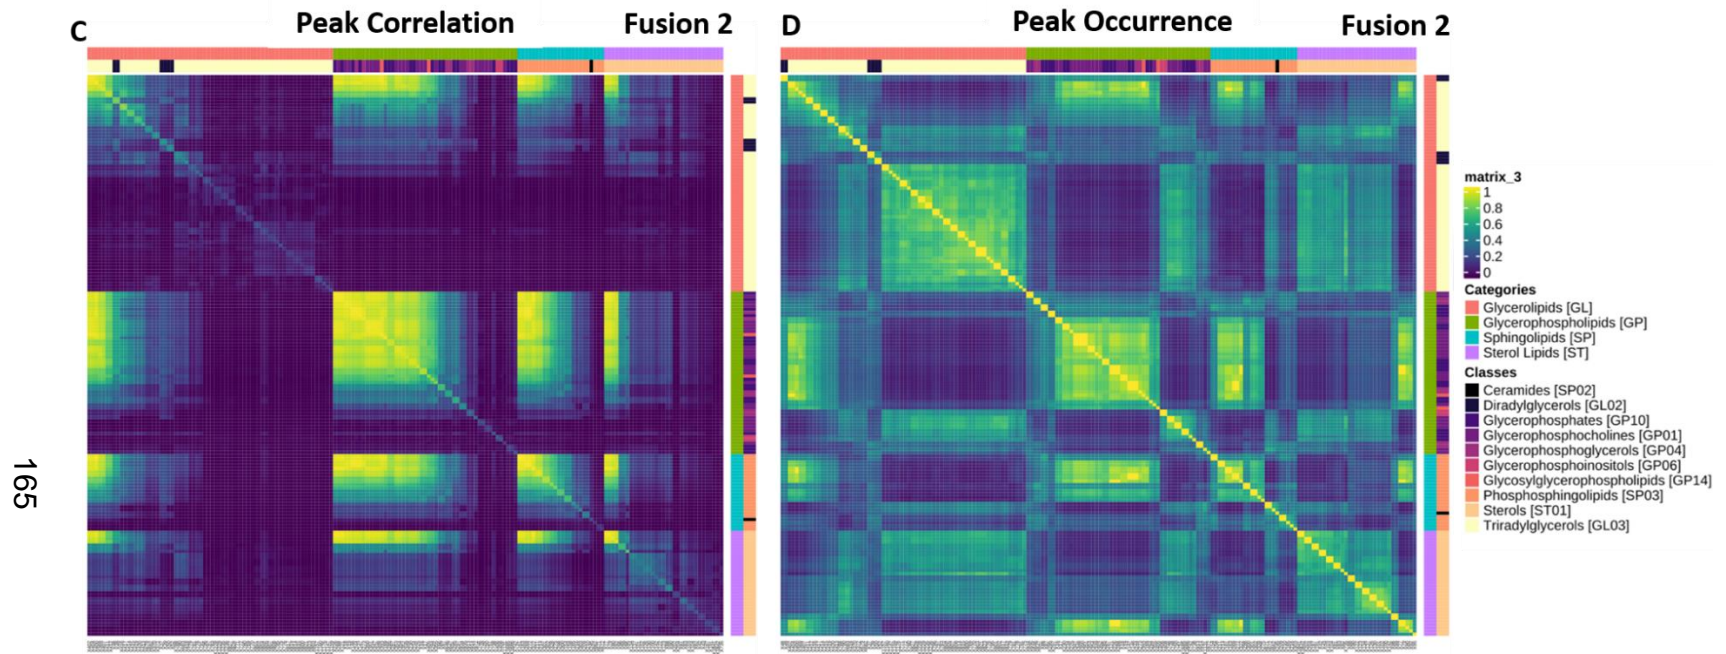 C
Peak Correlation
Fusion 2
D
Peak Occurrence
Fusion 2
matrix_3
1
0.8
0.6
0.4
0.2
0
Categories
Glycerolipids [GL]
Glycerophospholipids [GP]
Sphingolipids [SP]
Sterol Lipids [ST]
Classes
Ceramides [SP02]
Diradylglycerols [GL02]
Glycerophosphates [GP10]
Glycerophosphocholines [GP01]
Glycerophosphoglycerols [GP04]
Glycerophosphoinositols [GP06]
Glycosylglycerophospholipids [GP14]
Phosphosphingolipids [SP03]
Sterols [ST01]
Triradylglycerols [GL03]
165